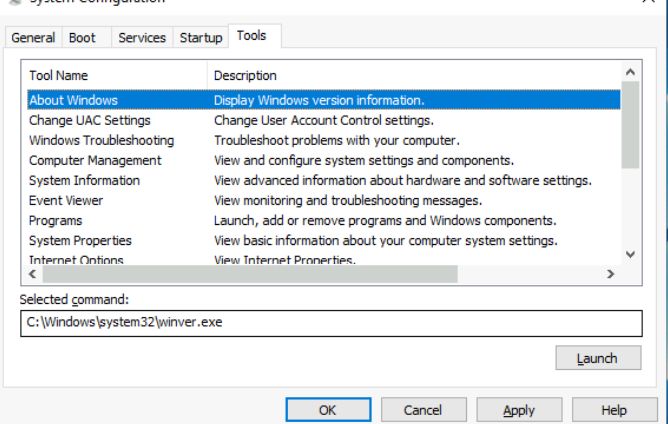 System Configuration
General Boot Services Startup Tools
Tool Name Description
About Windows Display Windows version information.
Change UAC Settings Change User Account Control settings.
Windows Troubleshooting Troubleshoot problems with your computer.
Computer Management View and configure system settings and components.
System Information View advanced information about hardware and software settings.
Event Viewer View monitoring and troubleshooting messages.
Programs Launch, add or remove programs and Windows components.
System Properties View basic information about your computer system settings.
Internet Options View Internet Properties.
Selected command:
C:\Windows\system32\winver.exe
Launch
OK Cancel Apply Help